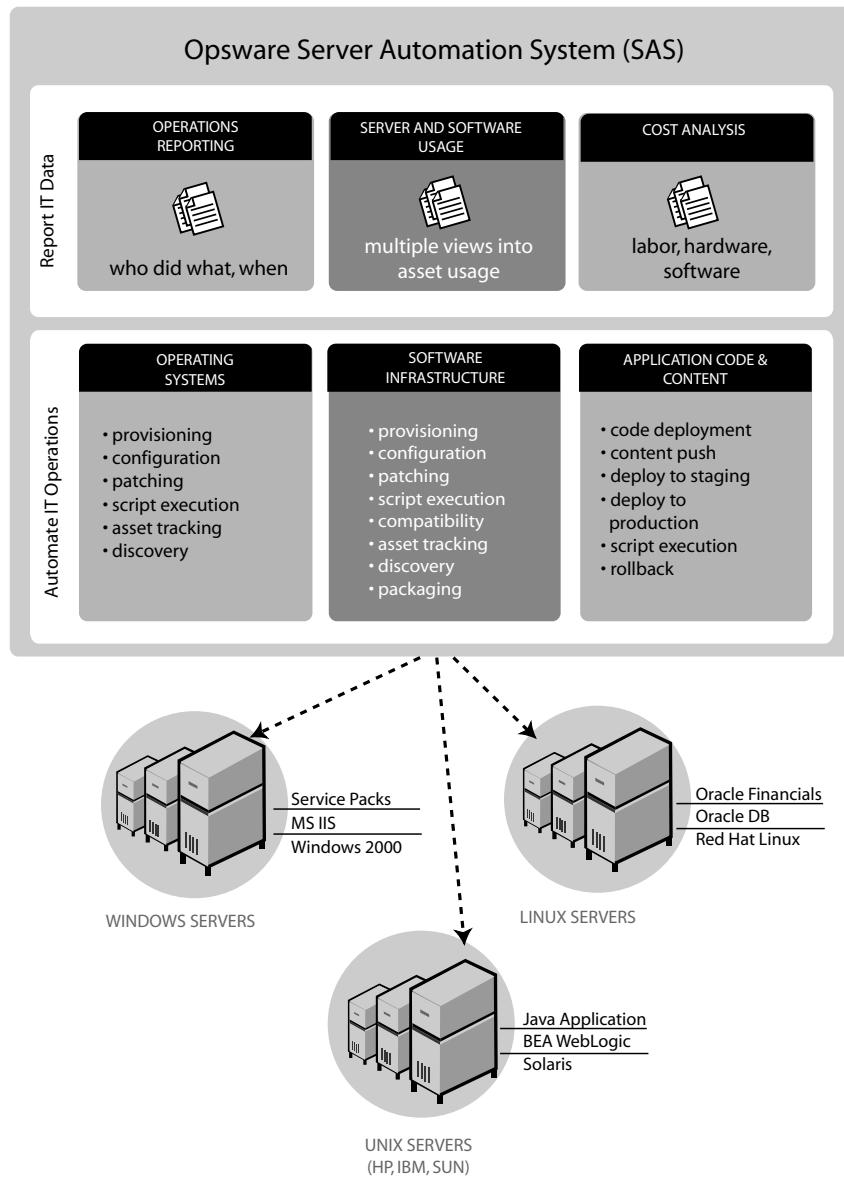 Opsware Server Automation System (SAS)
Report IT Data
OPERATIONS
REPORTING
who did what, when
SERVER AND SOFTWARE
USAGE
multiple views into
asset usage
COST ANALYSIS
labor, hardware,
software
Automate IT Operations
OPERATING
SYSTEMS
• provisioning
• configuration
• patching
• script execution
• asset tracking
• discovery
SOFTWARE
INFRASTRUCTURE
• provisioning
• configuration
• patching
• script execution
• compatibility
• asset tracking
• discovery
• packaging
APPLICATION CODE &
CONTENT
• code deployment
• content push
• deploy to staging
• deploy to
production
• script execution
• rollback
Service Packs
MS IIS
Windows 2000
WINDOWS SERVERS
Oracle Financials
Oracle DB
Red Hat Linux
LINUX SERVERS
Java Application
BEA WebLogic
Solaris
UNIX SERVERS
(HP, IBM, SUN)